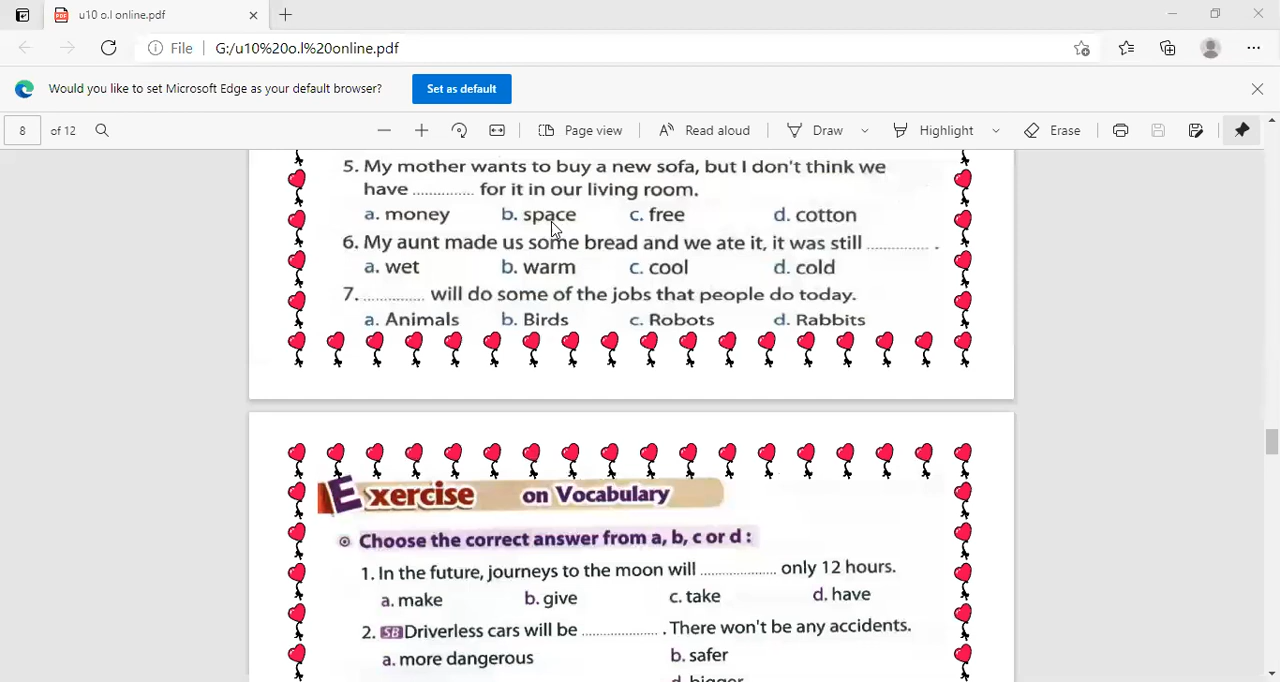 u10 o.l online.pdf
File G:/u10%20o.l%20online.pdf
Would you like to set Microsoft Edge as your default browser? Set as default
8 of 12 Page view Read aloud Draw Highlight Erase
5. My mother wants to buy a new sofa, but I don't think we
have .............. for it in our living room.
a. money b. space c. free d. cotton
6. My aunt made us some bread and we ate it, it was still .............. .
a. wet b. warm c. cool d. cold
7. .............. will do some of the jobs that people do today.
a. Animals b. Birds c. Robots d. Rabbits
Exercise on Vocabulary
Choose the correct answer from a, b, c or d :
1. In the future, journeys to the moon will .................. only 12 hours.
a. make b. give c. take d. have
2. SB Driverless cars will be .................. . There won't be any accidents.
a. more dangerous b. safer
d. bigger